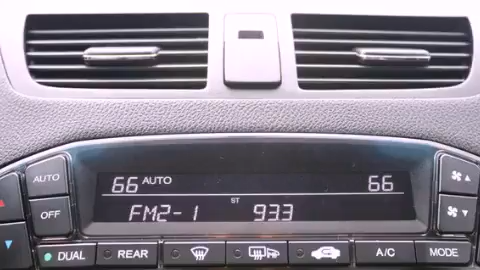 66 AUTO 66
AUTO
ST
FM2-1 933
OFF
DUAL REAR A/C MODE